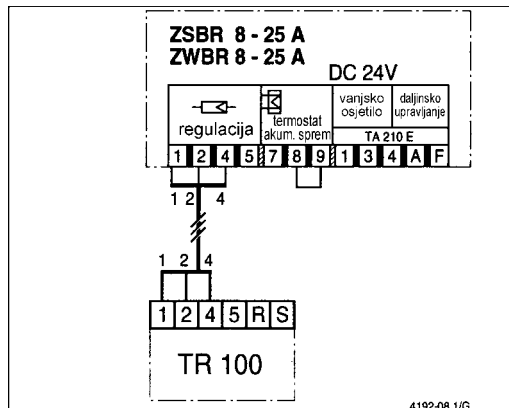 ZSBR 8 - 25 A
ZWBR 8 - 25 A
DC 24V
regulacija
termostat
akum. sprem
vanjsko
osjetilo
daljinsko
upravljanje
TA 210 E
1 2 4 5 7 8 9 1 3 4 A F
1 2 4
1 2 4
1 2 4 5 R S
TR 100
4192-08.1/G